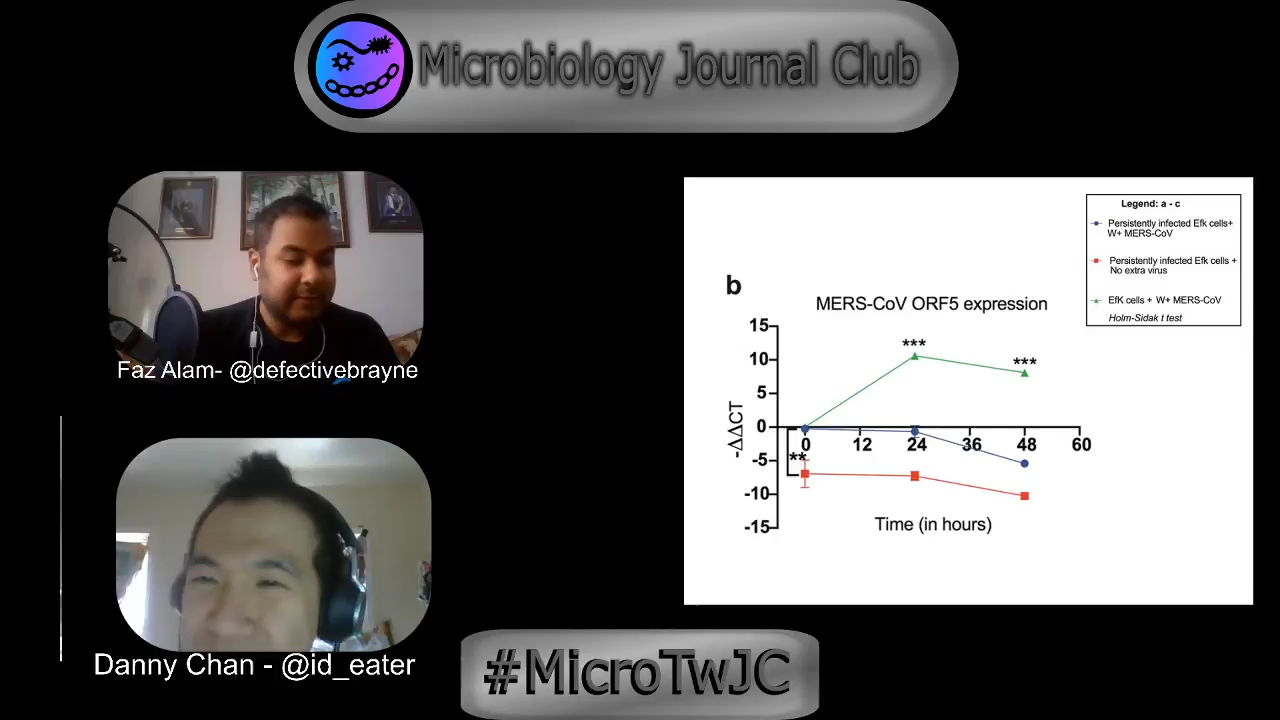 Microbiology Journal Club
Faz Alam- @defectivebrayne
Danny Chan - @id_eater
#MicroTwJC
Legend: a - c
Persistently infected Efk cells+
W+ MERS-CoV
Persistently infected Efk cells +
No extra virus
EfK cells + W+ MERS-CoV
Holm-Sidak t test
b
MERS-CoV ORF5 expression
15
10
5
0
-5
-10
-15
-ΔΔCT
***
***
**
0 12 24 36 48 60
Time (in hours)